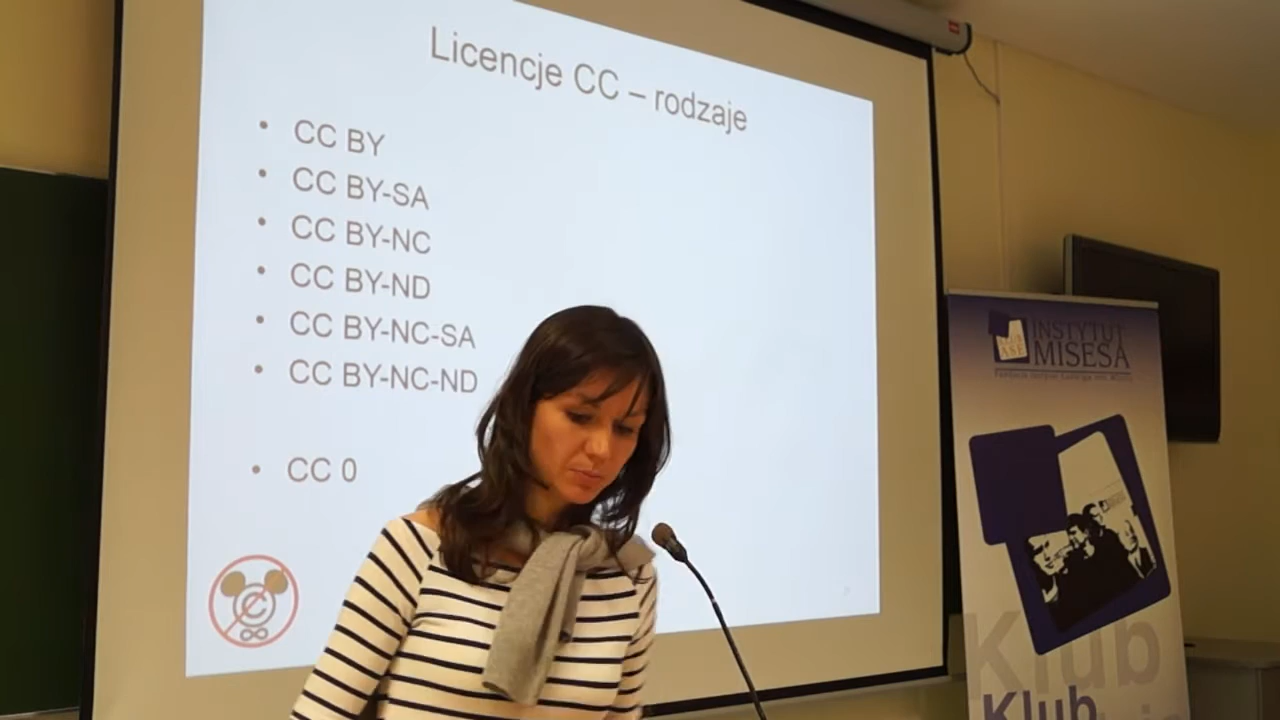 Licencje CC – rodzaje
• CC BY
• CC BY-SA
• CC BY-NC
• CC BY-ND
• CC BY-NC-SA
• CC BY-NC-ND
• CC 0
INSTYTUT
MISESA
Klub
Klub